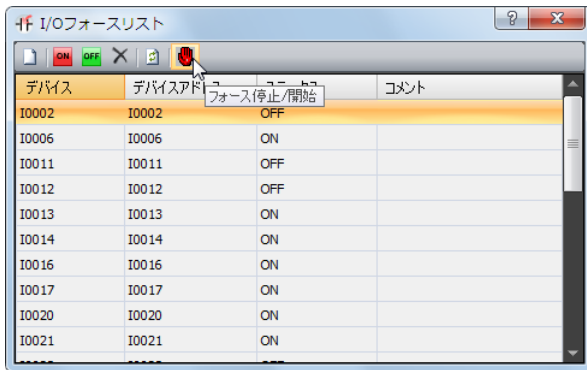 I/Oフォースリスト
ON OFF
デバイス デバイスアド コメント
フォース停止/開始
I0002 I0002 OFF
I0006 I0006 ON
I0011 I0011 OFF
I0012 I0012 OFF
I0013 I0013 ON
I0014 I0014 ON
I0016 I0016 ON
I0017 I0017 ON
I0020 I0020 ON
I0021 I0021 ON